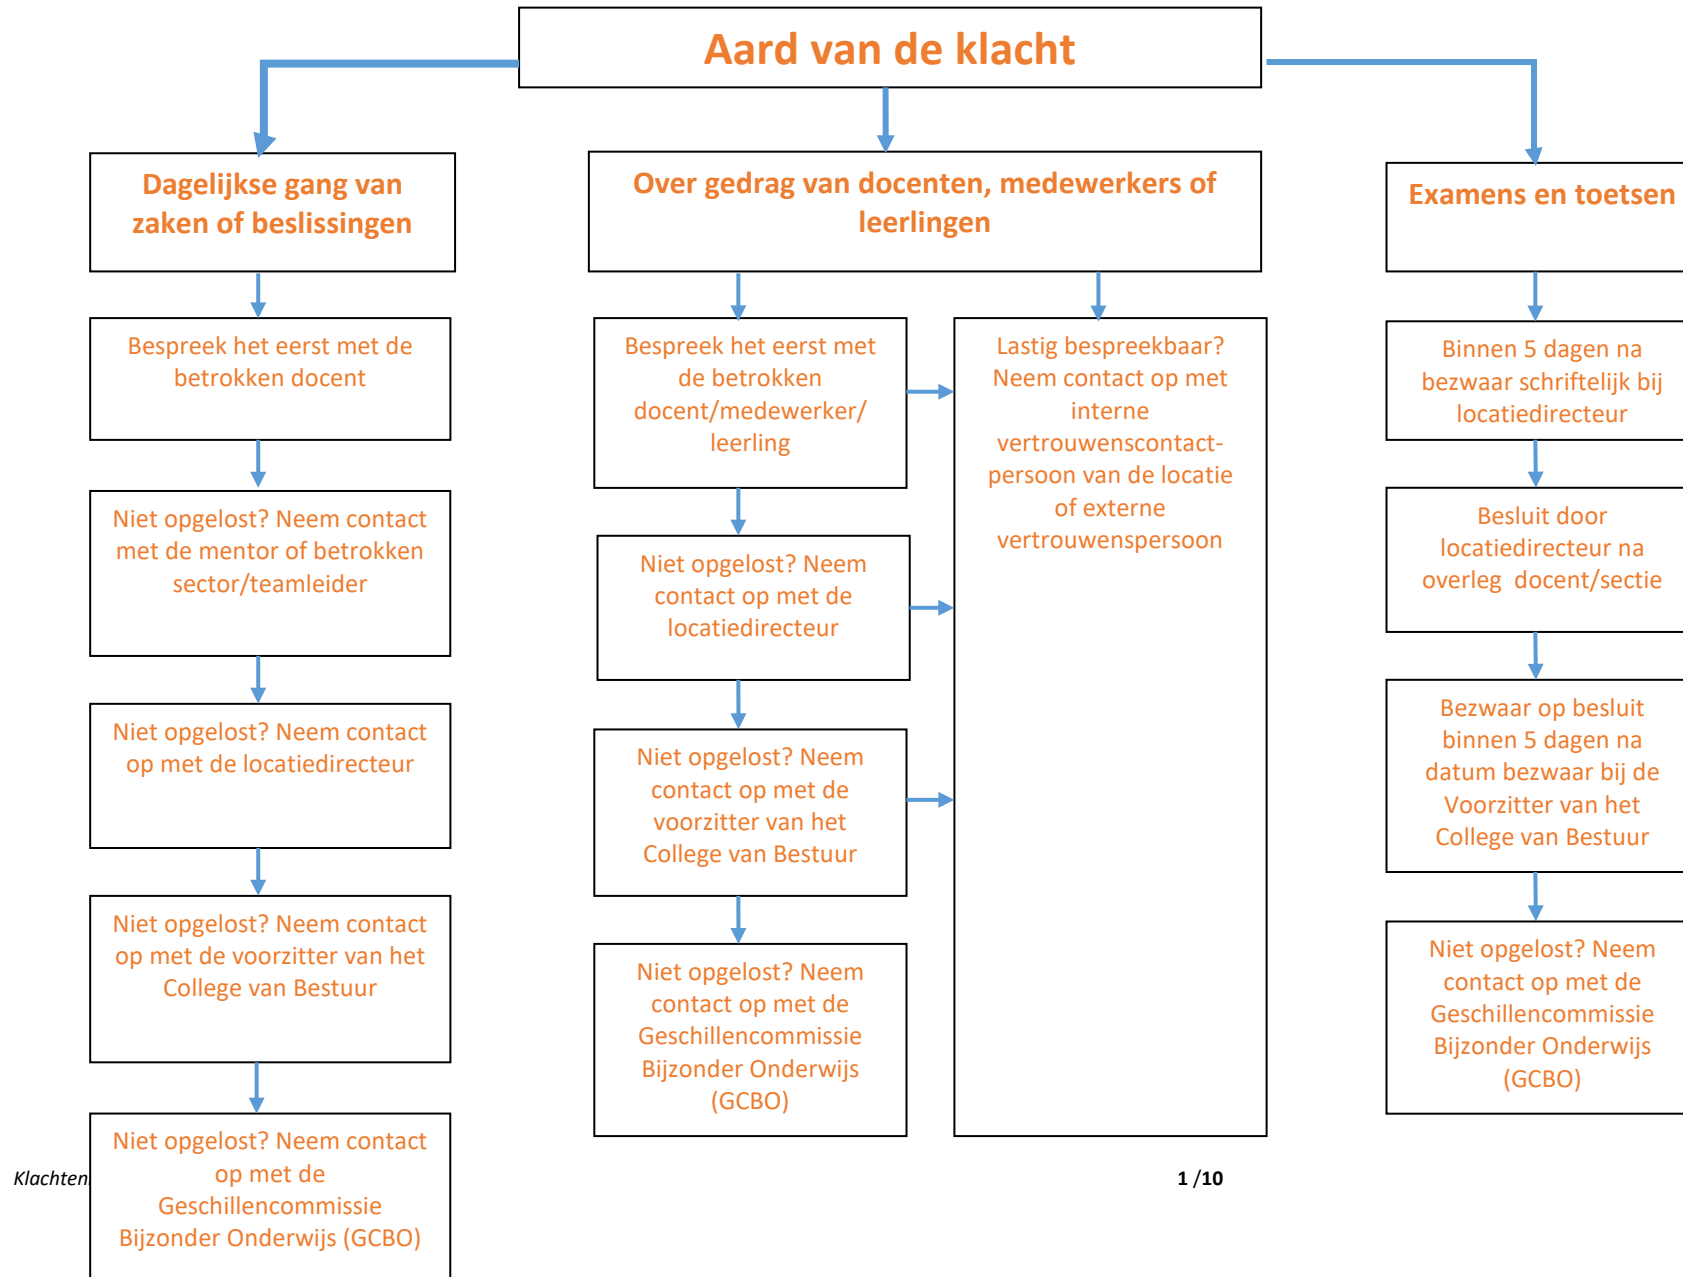 Aard van de klacht
Dagelijkse gang van
zaken of beslissingen
Bespreek het eerst met de
betrokken docent
Niet opgelost? Neem contact
met de mentor of betrokken
sector/teamleider
Niet opgelost? Neem contact
op met de locatiedirecteur
Niet opgelost? Neem contact
op met de voorzitter van het
College van Bestuur
Niet opgelost? Neem contact
op met de
Geschillencommissie
Bijzonder Onderwijs (GCBO)
Over gedrag van docenten, medewerkers of
leerlingen
Bespreek het eerst met
de betrokken
docent/medewerker/
leerling
Niet opgelost? Neem
contact op met de
locatiedirecteur
Niet opgelost? Neem
contact op met de
voorzitter van het
College van Bestuur
Niet opgelost? Neem
contact op met de
Geschillencommissie
Bijzonder Onderwijs
(GCBO)
Lastig bespreekbaar?
Neem contact op met
interne
vertrouwenscontact-
persoon van de locatie
of externe
vertrouwenspersoon
Examens en toetsen
Binnen 5 dagen na
bezwaar schriftelijk bij
locatiedirecteur
Besluit door
locatiedirecteur na
overleg  docent/sectie
Bezwaar op besluit
binnen 5 dagen na
datum bezwaar bij de
Voorzitter van het
College van Bestuur
Niet opgelost? Neem
contact op met de
Geschillencommissie
Bijzonder Onderwijs
(GCBO)
Klachten
1 /10